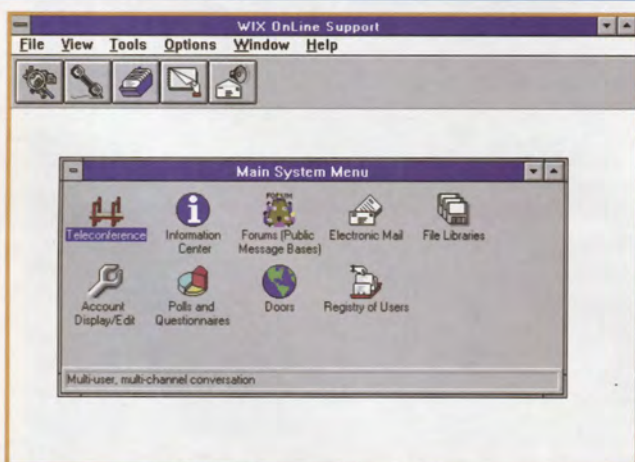 WIX OnLine Support
File View Tools Options Window Help
Main System Menu
FORUM
Teleconference
Information
Center
Forums (Public
Message Bases)
Electronic Mail
File Libraries
Account
Display/Edit
Polls and
Questionnaires
Doors
Registry of Users
Multi-user, multi-channel conversation